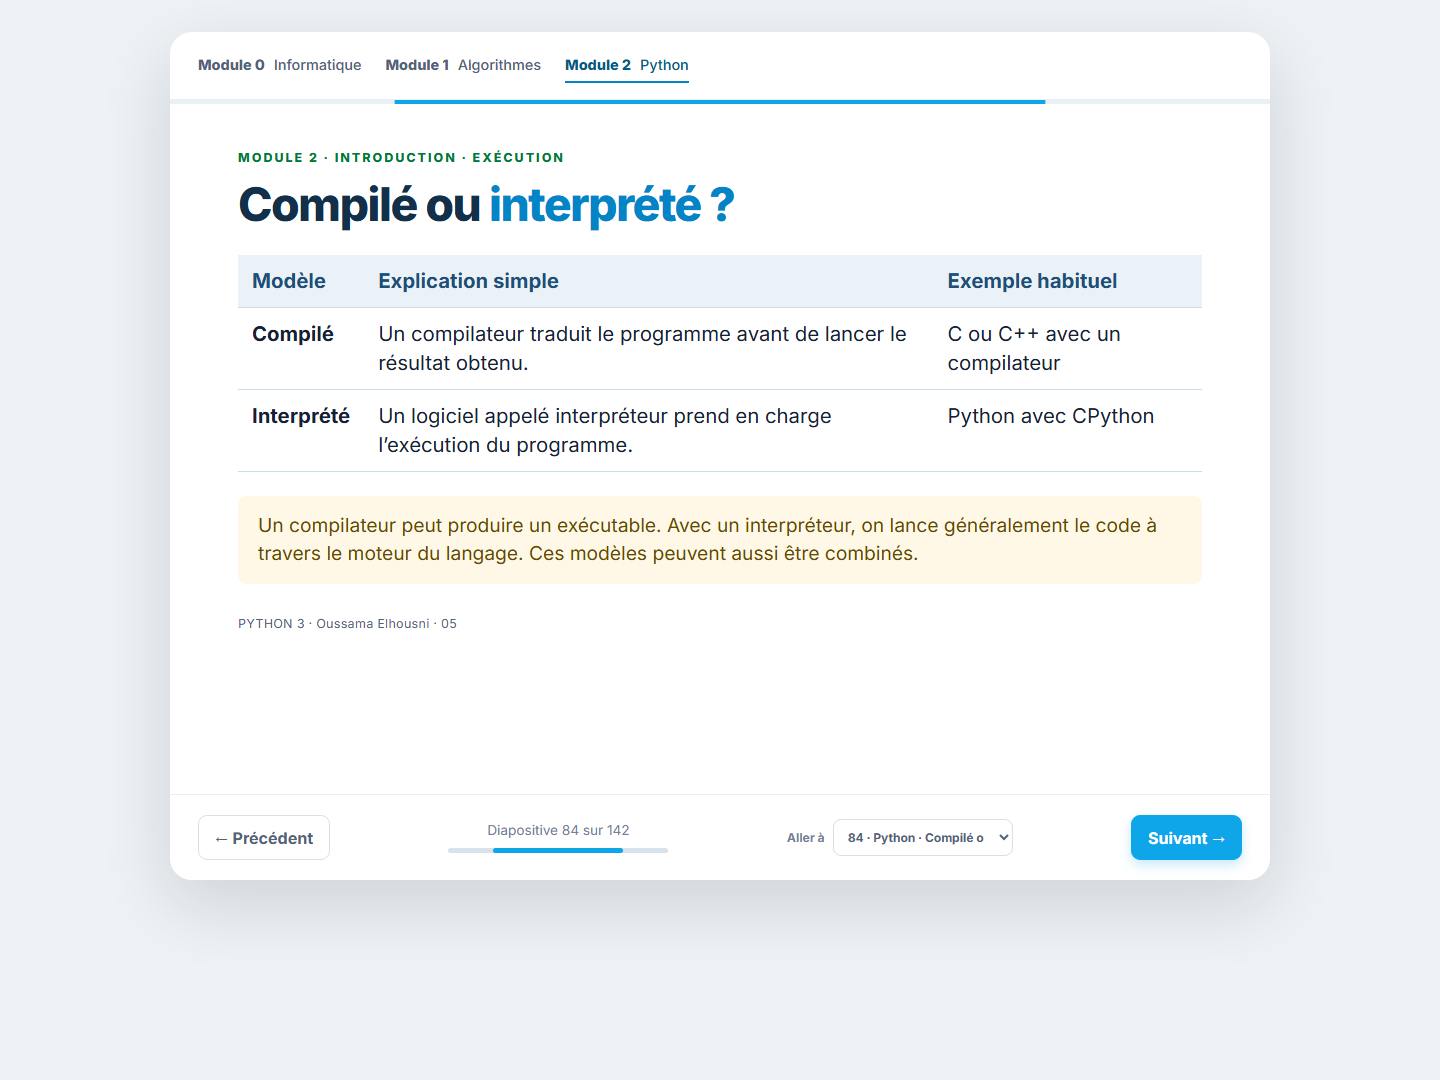 Module 0 Informatique Module 1 Algorithmes Module 2 Python
MODULE 2 · INTRODUCTION · EXÉCUTION
Compilé ou interprété ?
Modèle Explication simple Exemple habituel
Compilé Un compilateur traduit le programme avant de lancer le C ou C++ avec un
résultat obtenu. compilateur
Interprété Un logiciel appelé interpréteur prend en charge Python avec CPython
l’exécution du programme.
Un compilateur peut produire un exécutable. Avec un interpréteur, on lance généralement le code à
travers le moteur du langage. Ces modèles peuvent aussi être combinés.
PYTHON 3 · Oussama Elhousni · 05
← Précédent Diapositive 84 sur 142 Aller à 84 · Python · Compilé o Suivant →